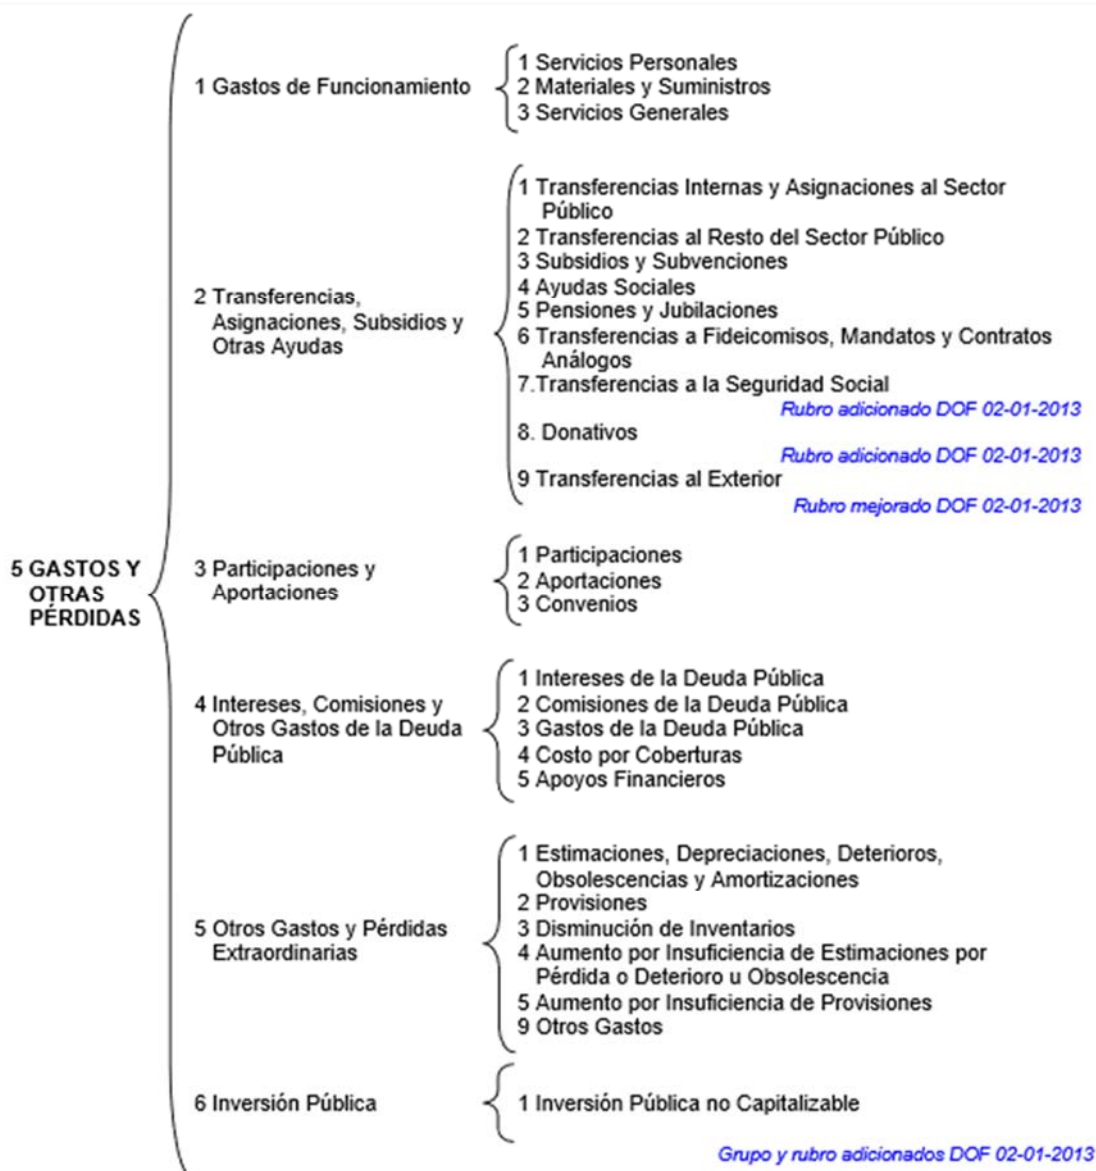 1 Gastos de Funcionamiento
1 Servicios Personales
2 Materiales y Suministros
3 Servicios Generales
2 Transferencias,
Asignaciones, Subsidios y
Otras Ayudas
1 Transferencias Internas y Asignaciones al Sector
Público
2 Transferencias al Resto del Sector Público
3 Subsidios y Subvenciones
4 Ayudas Sociales
5 Pensiones y Jubilaciones
6 Transferencias a Fideicomisos, Mandatos y Contratos
Análogos
7.Transferencias a la Seguridad Social
Rubro adicionado DOF 02-01-2013
8. Donativos
Rubro adicionado DOF 02-01-2013
9 Transferencias al Exterior
Rubro mejorado DOF 02-01-2013
5 GASTOS Y
OTRAS
PÉRDIDAS
3 Participaciones y
Aportaciones
1 Participaciones
2 Aportaciones
3 Convenios
4 Intereses, Comisiones y
Otros Gastos de la Deuda
Pública
1 Intereses de la Deuda Pública
2 Comisiones de la Deuda Pública
3 Gastos de la Deuda Pública
4 Costo por Coberturas
5 Apoyos Financieros
5 Otros Gastos y Pérdidas
Extraordinarias
1 Estimaciones, Depreciaciones, Deterioros,
Obsolescencias y Amortizaciones
2 Provisiones
3 Disminución de Inventarios
4 Aumento por Insuficiencia de Estimaciones por
Pérdida o Deterioro u Obsolescencia
5 Aumento por Insuficiencia de Provisiones
9 Otros Gastos
6 Inversión Pública
1 Inversión Pública no Capitalizable
Grupo y rubro adicionados DOF 02-01-2013